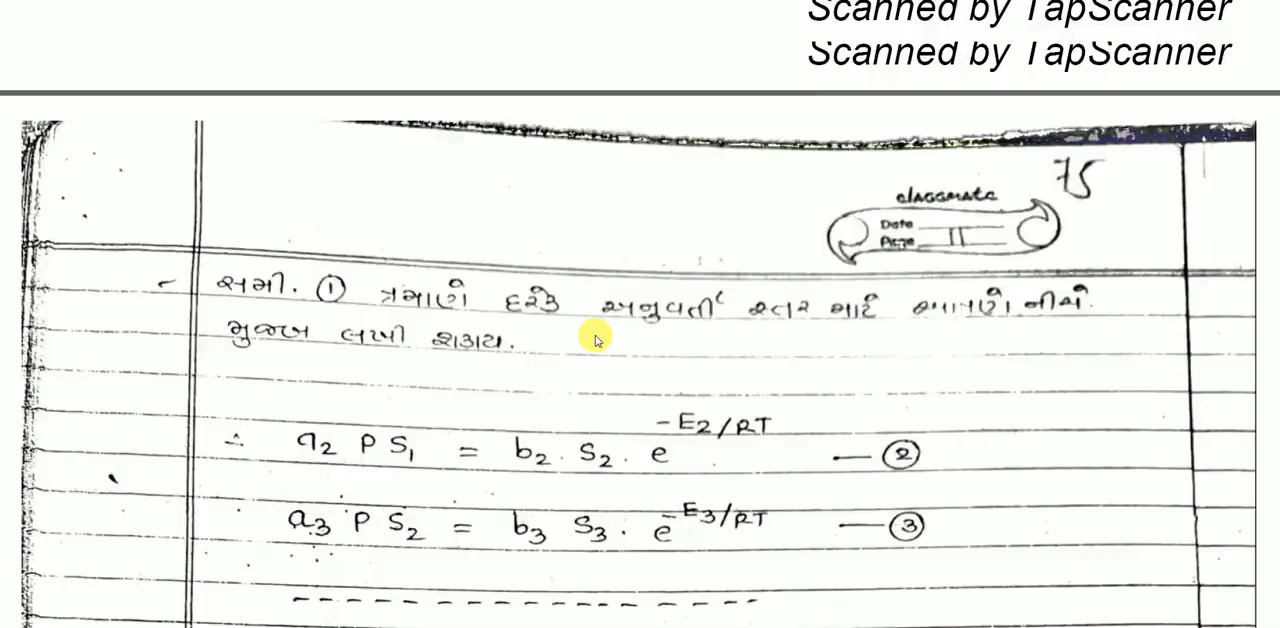 Scanned by TapScanner
Scanned by TapScanner
75
classmate
Date
Page
- સમી. ① પ્રમાણે દરેક અનુવર્તી સ્તર માટે આપણે નીચે
મુજબ લખી શકાય.
∴ a₂ P S₁ = b₂ . S₂ . e^(-E₂/RT) — ②
a₃ P S₂ = b₃ S₃ . e^(-E₃/RT) — ③